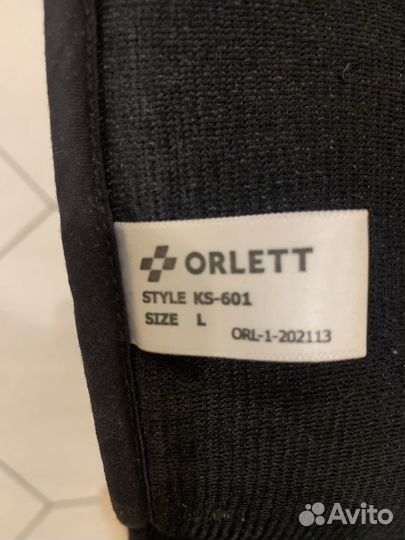 ORLETT
STYLE KS-601
SIZE L
ORL-1-202113
Avito